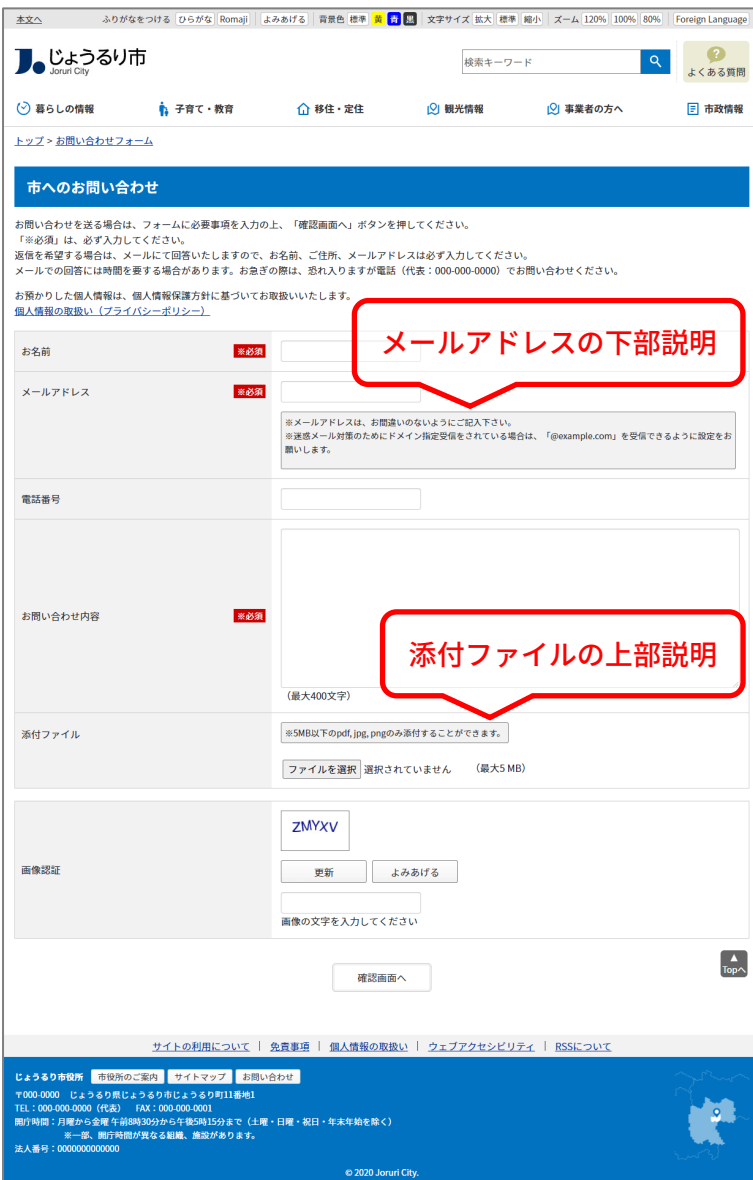 本文へ ふりがなをつける ひらがな Romaji よみあげる 背景色 標準 黄 青 黒 文字サイズ 拡大 標準 縮小 ズーム 120% 100% 80% Foreign Language
じょうるり市
Joruri City
検索キーワード
?
よくある質問
暮らしの情報 子育て・教育 移住・定住 観光情報 事業者の方へ 市政情報
トップ > お問い合わせフォーム
市へのお問い合わせ
お問い合わせを送る場合は、フォームに必要事項を入力の上、「確認画面へ」ボタンを押してください。
「※必須」は、必ず入力してください。
返信を希望する場合は、メールにて回答いたしますので、お名前、ご住所、メールアドレスは必ず入力してください。
メールでの回答には時間を要する場合があります。お急ぎの際は、恐れ入りますが電話（代表：000-000-0000）でお問い合わせください。
お預かりした個人情報は、個人情報保護方針に基づいてお取扱いいたします。
個人情報の取扱い（プライバシーポリシー）
メールアドレスの下部説明
お名前 ※必須
メールアドレス ※必須
※メールアドレスは、お間違いのないようにご記入下さい。
※迷惑メール対策のためにドメイン指定受信をされている場合は、「@example.com」を受信できるように設定をお
願いします。
電話番号
お問い合わせ内容 ※必須
添付ファイルの上部説明
（最大400文字）
添付ファイル
※5MB以下のpdf, jpg, pngのみ添付することができます。
ファイルを選択 選択されていません （最大5 MB）
画像認証
ZMYXV
更新 よみあげる
画像の文字を入力してください
確認画面へ
▲
Topへ
サイトの利用について | 免責事項 | 個人情報の取扱い | ウェブアクセシビリティ | RSSについて
じょうるり市役所 市役所のご案内 サイトマップ お問い合わせ
〒000-0000 じょうるり県じょうるり市じょうるり町11番地1
TEL：000-000-0000（代表） FAX：000-000-0001
開庁時間：月曜から金曜 午前8時30分から午後5時15分まで（土曜・日曜・祝日・年末年始を除く）
※一部、開庁時間が異なる組織、施設があります。
法人番号：0000000000000
© 2020 Joruri City.